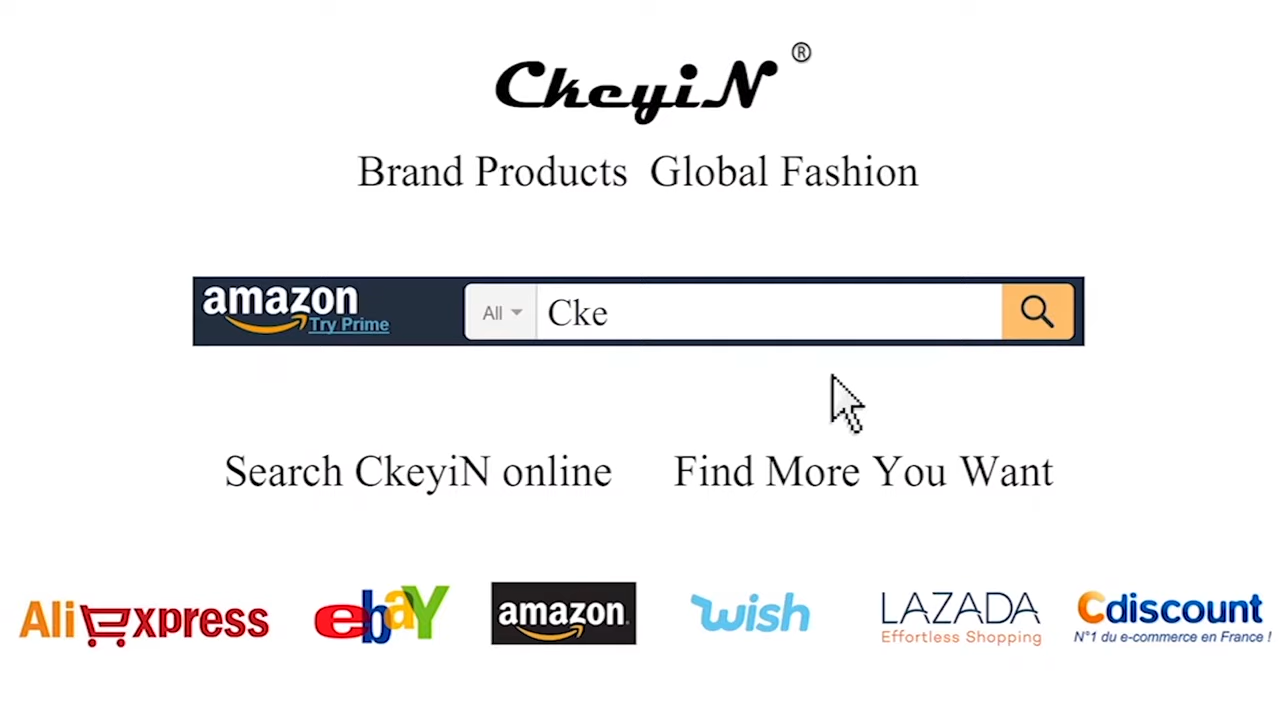 CkeyiN ®
Brand Products Global Fashion
amazon Try Prime All Cke
Search CkeyiN online Find More You Want
AliExpress ebay amazon wish LAZADA Cdiscount
Effortless Shopping N°1 du e-commerce en France !